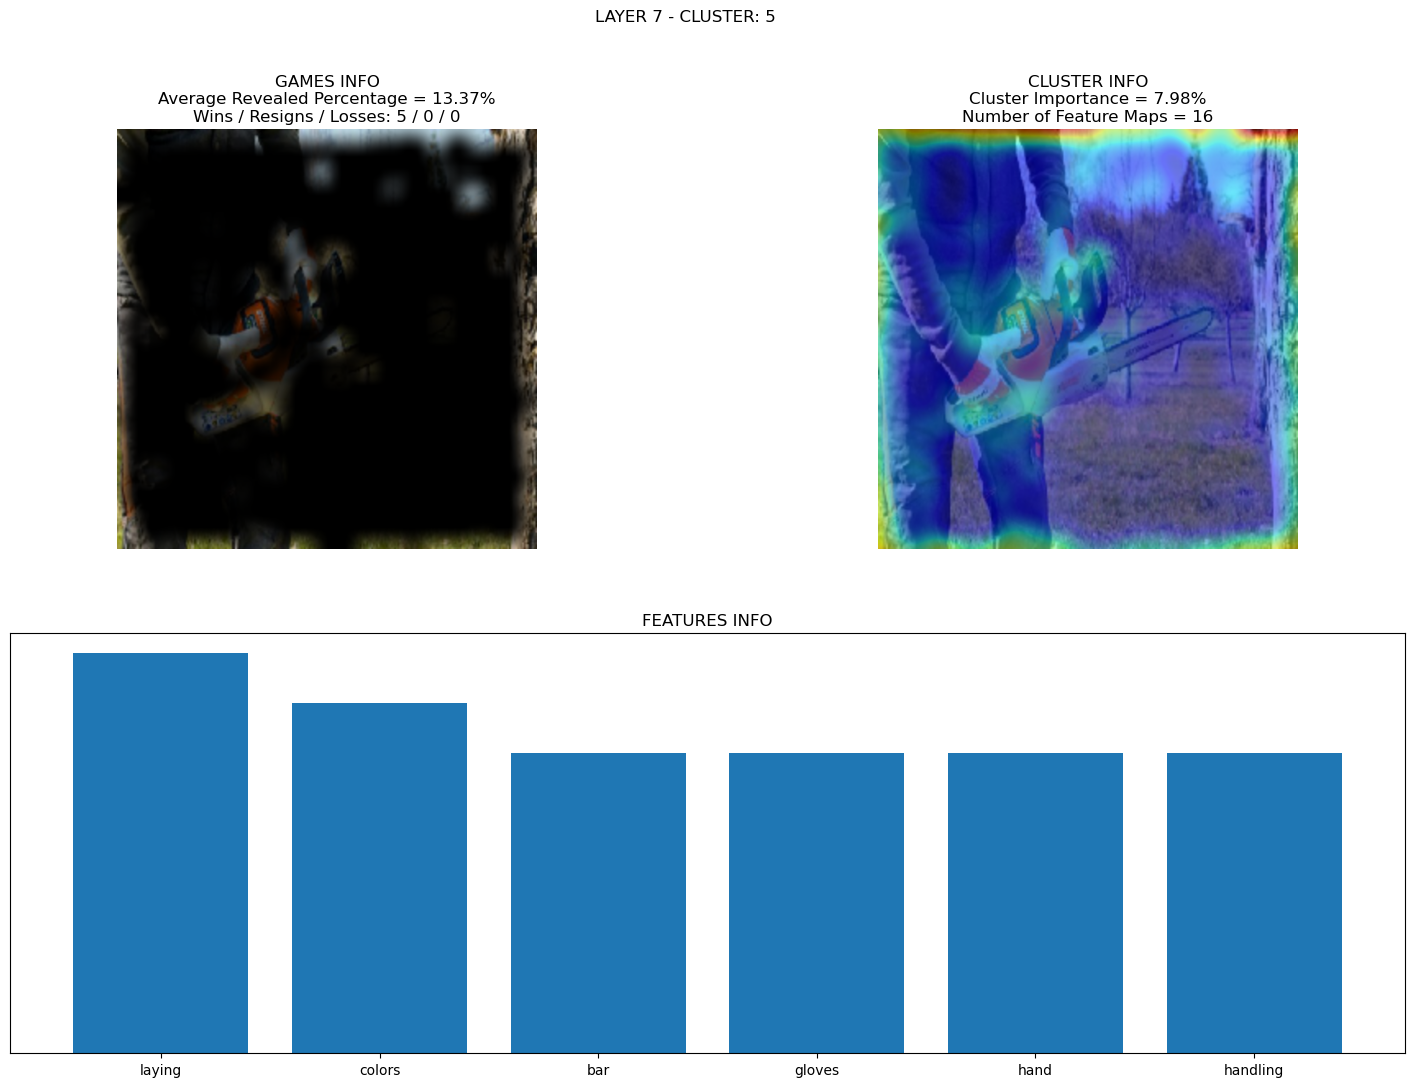 LAYER 7 - CLUSTER: 5
GAMES INFO
Average Revealed Percentage = 13.37%
Wins / Resigns / Losses: 5 / 0 / 0
CLUSTER INFO
Cluster Importance = 7.98%
Number of Feature Maps = 16
FEATURES INFO
laying
colors
bar
gloves
hand
handling